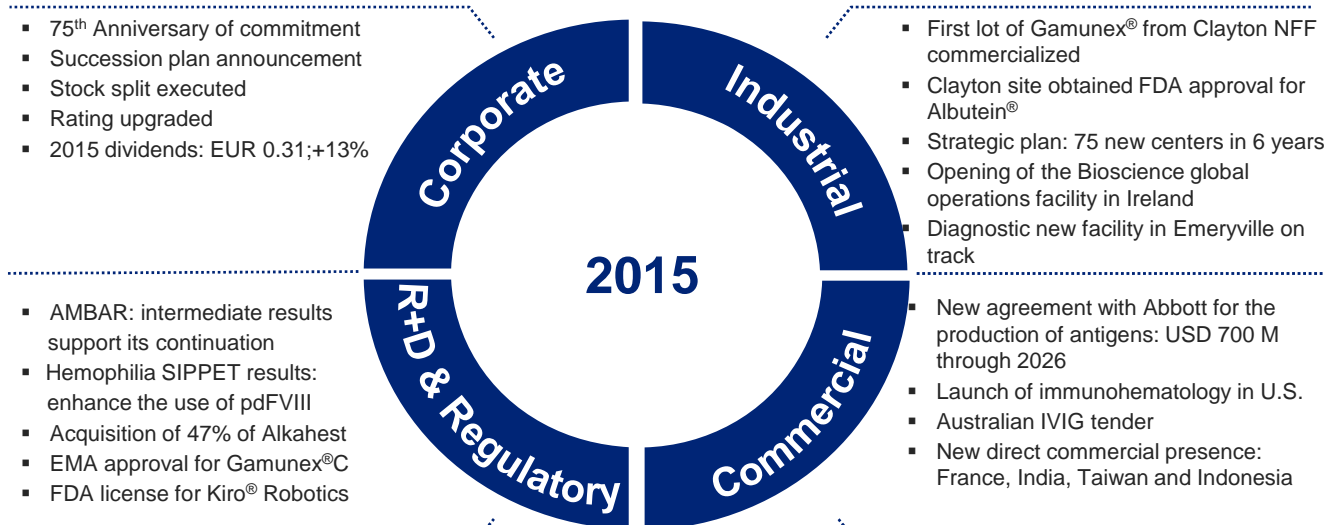 ▪ 75th Anniversary of commitment
▪ Succession plan announcement
▪ Stock split executed
▪ Rating upgraded
▪ 2015 dividends: EUR 0.31;+13%
Corporate
Industrial
▪ First lot of Gamunex® from Clayton NFF
commercialized
▪ Clayton site obtained FDA approval for
Albutein®
▪ Strategic plan: 75 new centers in 6 years
▪ Opening of the Bioscience global
operations facility in Ireland
▪ Diagnostic new facility in Emeryville on
track
2015
▪ AMBAR: intermediate results
support its continuation
▪ Hemophilia SIPPET results:
enhance the use of pdFVIII
▪ Acquisition of 47% of Alkahest
▪ EMA approval for Gamunex®C
▪ FDA license for Kiro® Robotics
R+D & Regulatory
Commercial
▪ New agreement with Abbott for the
production of antigens: USD 700 M
through 2026
▪ Launch of immunohematology in U.S.
▪ Australian IVIG tender
▪ New direct commercial presence:
France, India, Taiwan and Indonesia